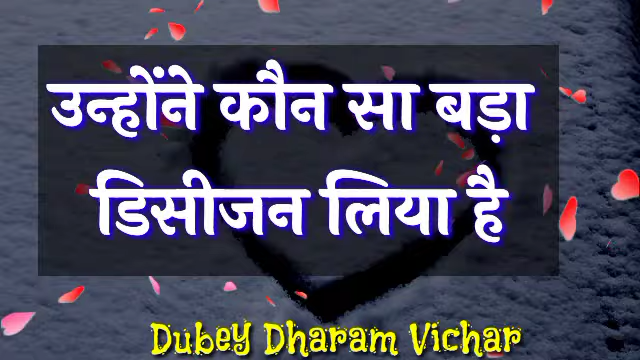 उन्होंने कौन सा बड़ा
डिसीजन लिया है
Dubey Dharam Vichar